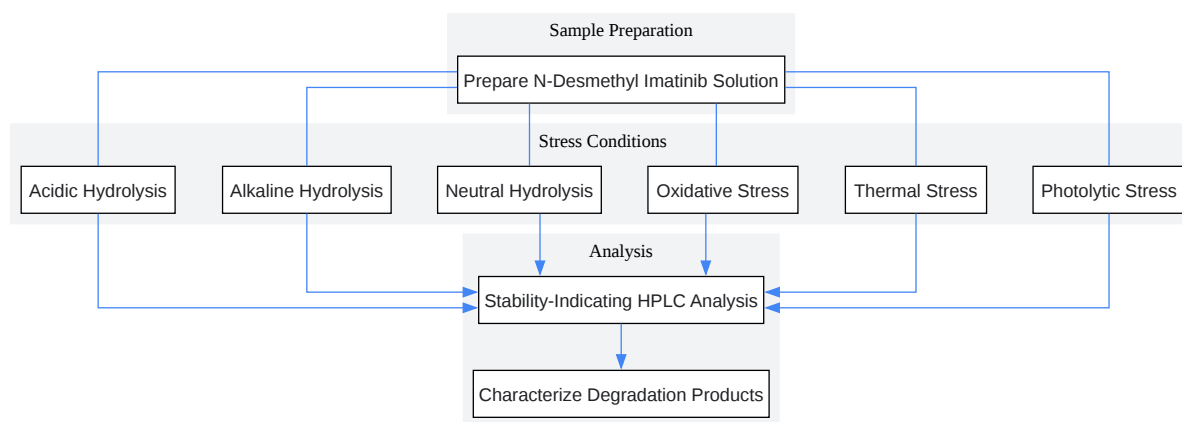 Sample Preparation
Prepare N-Desmethyl Imatinib Solution
Stress Conditions
Acidic Hydrolysis
Alkaline Hydrolysis
Neutral Hydrolysis
Oxidative Stress
Thermal Stress
Photolytic Stress
Analysis
Stability-Indicating HPLC Analysis
Characterize Degradation Products